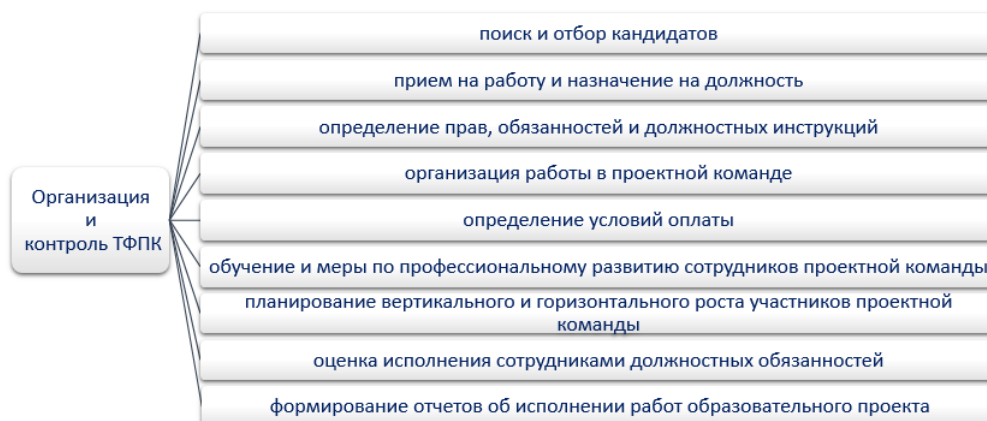 Организация
и
контроль ТФПК
поиск и отбор кандидатов
прием на работу и назначение на должность
определение прав, обязанностей и должностных инструкций
организация работы в проектной команде
определение условий оплаты
обучение и меры по профессиональному развитию сотрудников проектной команды
планирование вертикального и горизонтального роста участников проектной
команды
оценка исполнения сотрудниками должностных обязанностей
формирование отчетов об исполнении работ образовательного проекта